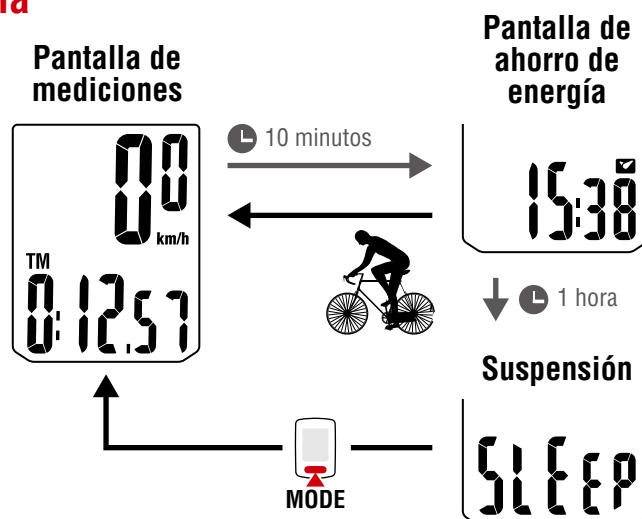 ía
Pantalla de
mediciones
00
km/h
TM
0:12,57
10 minutos
Pantalla de
ahorro de
energía
15:38
1 hora
Suspensión
SLEEP
MODE